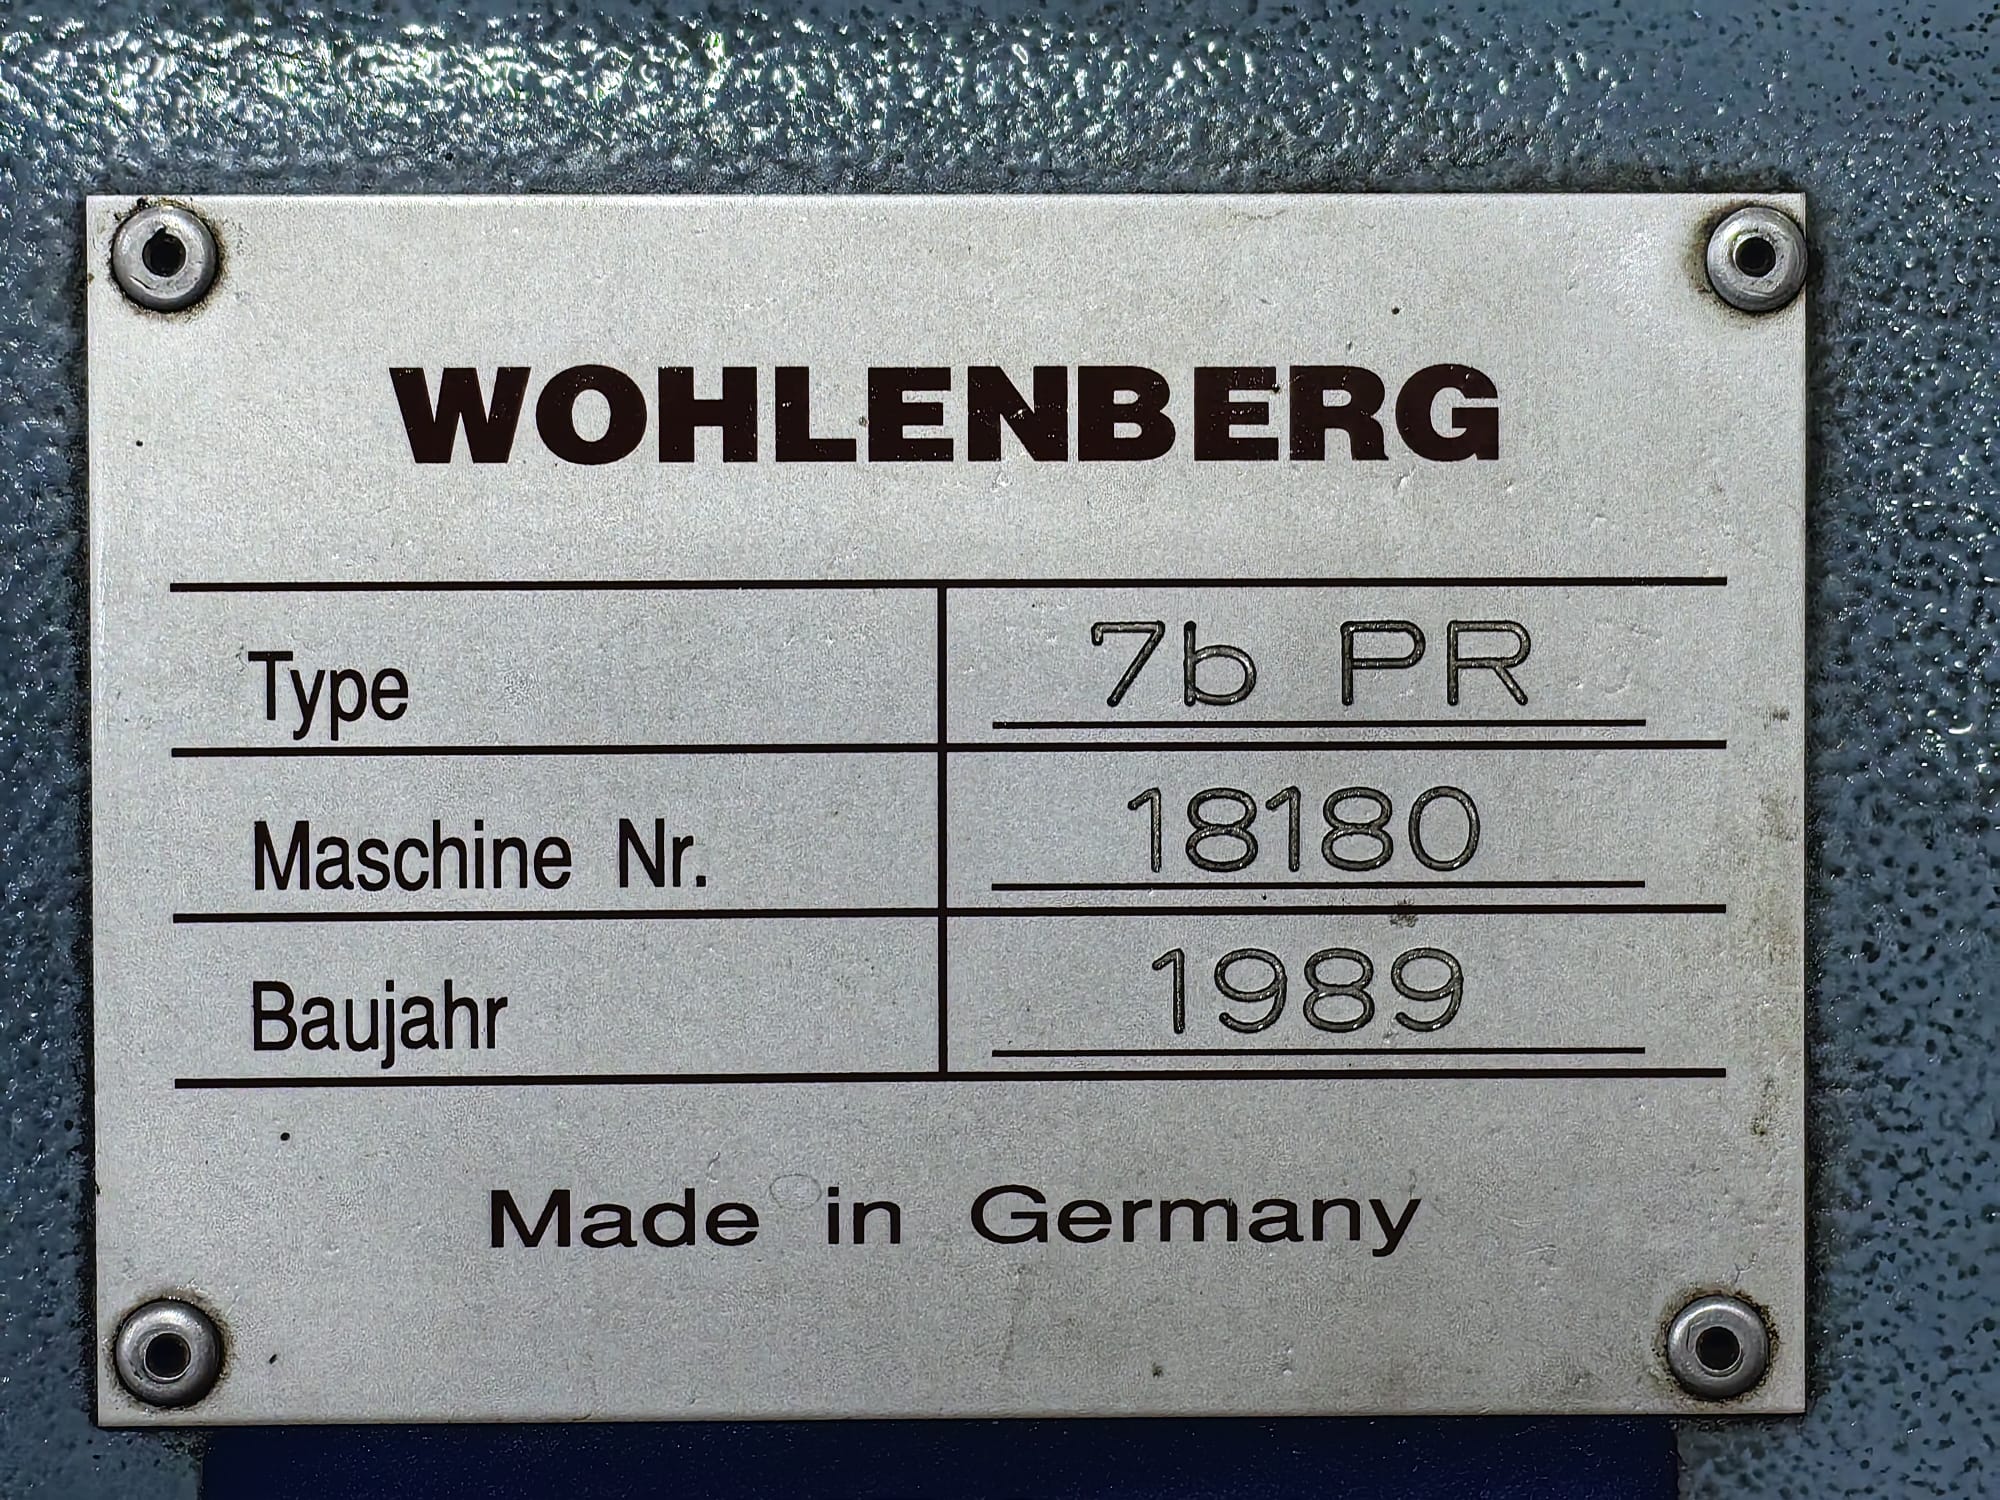 WOHLENBERG
Type 7b PR
Maschine Nr. 18180
Baujahr 1989
Made in Germany